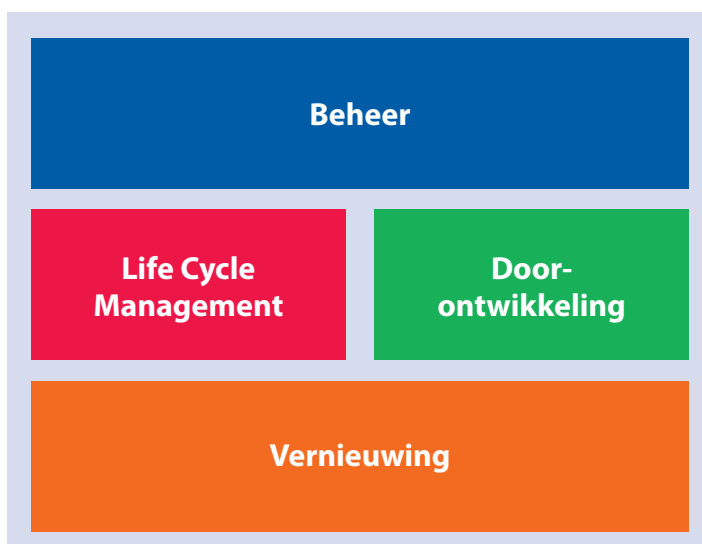 Beheer
Life Cycle
Management
Door-
ontwikkeling
Vernieuwing